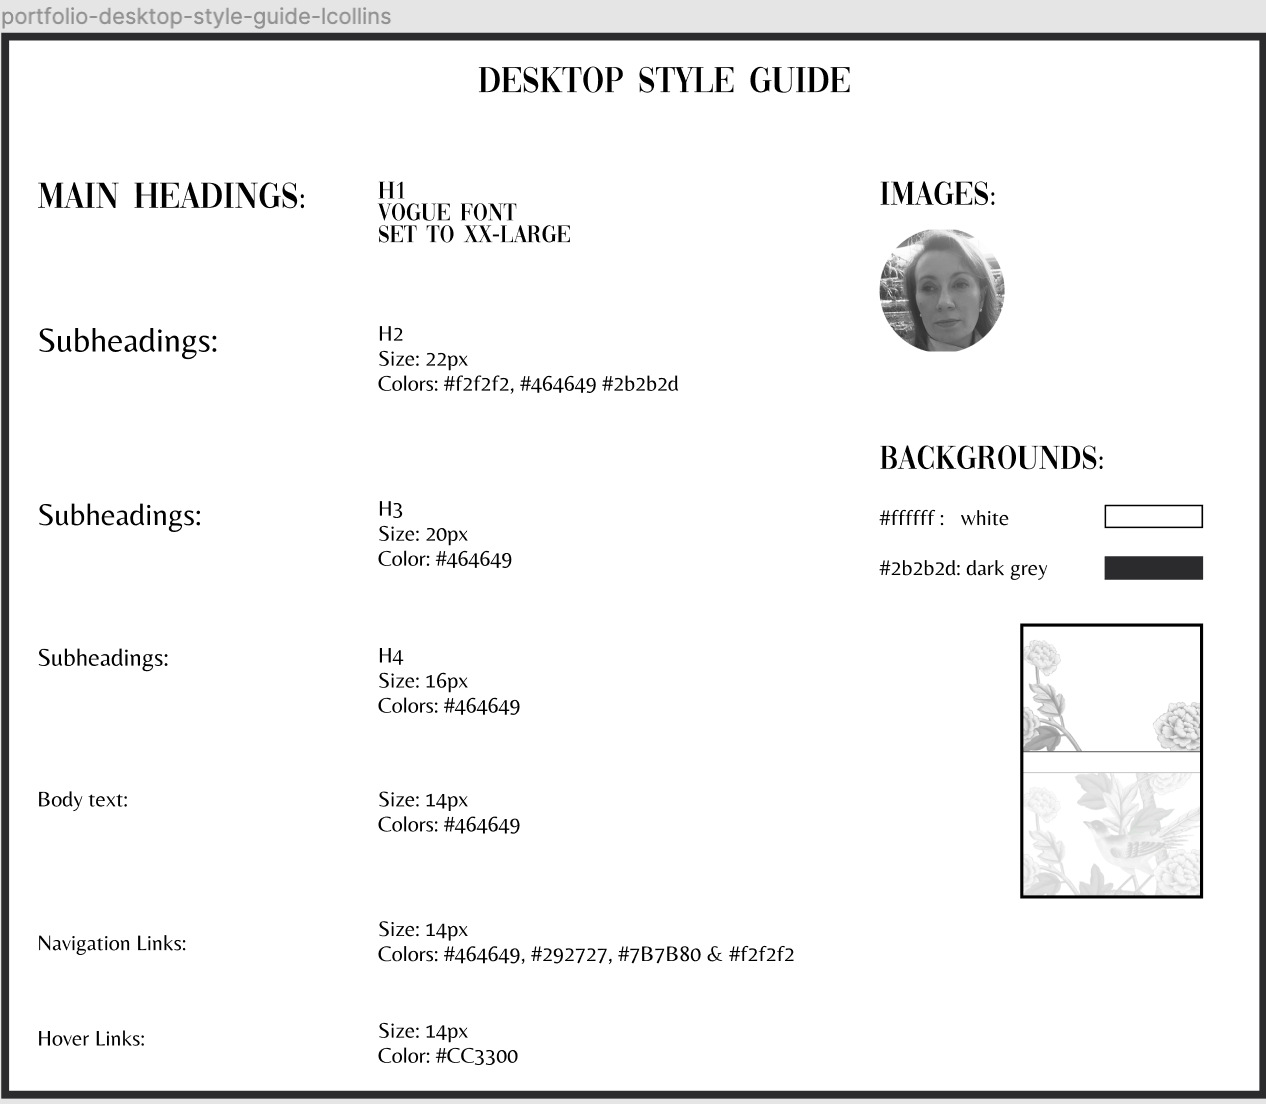 portfolio-desktop-style-guide-lcollins
DESKTOP STYLE GUIDE
MAIN HEADINGS:
H1
VOGUE FONT
SET TO XX-LARGE
Subheadings:
H2
Size: 22px
Colors: #f2f2f2, #464649 #2b2b2d
Subheadings:
H3
Size: 20px
Color: #464649
Subheadings:
H4
Size: 16px
Colors: #464649
Body text:
Size: 14px
Colors: #464649
Navigation Links:
Size: 14px
Colors: #464649, #292727, #7B7B80 & #f2f2f2
Hover Links:
Size: 14px
Color: #CC3300
IMAGES:
BACKGROUNDS:
#ffffff : white
#2b2b2d: dark grey